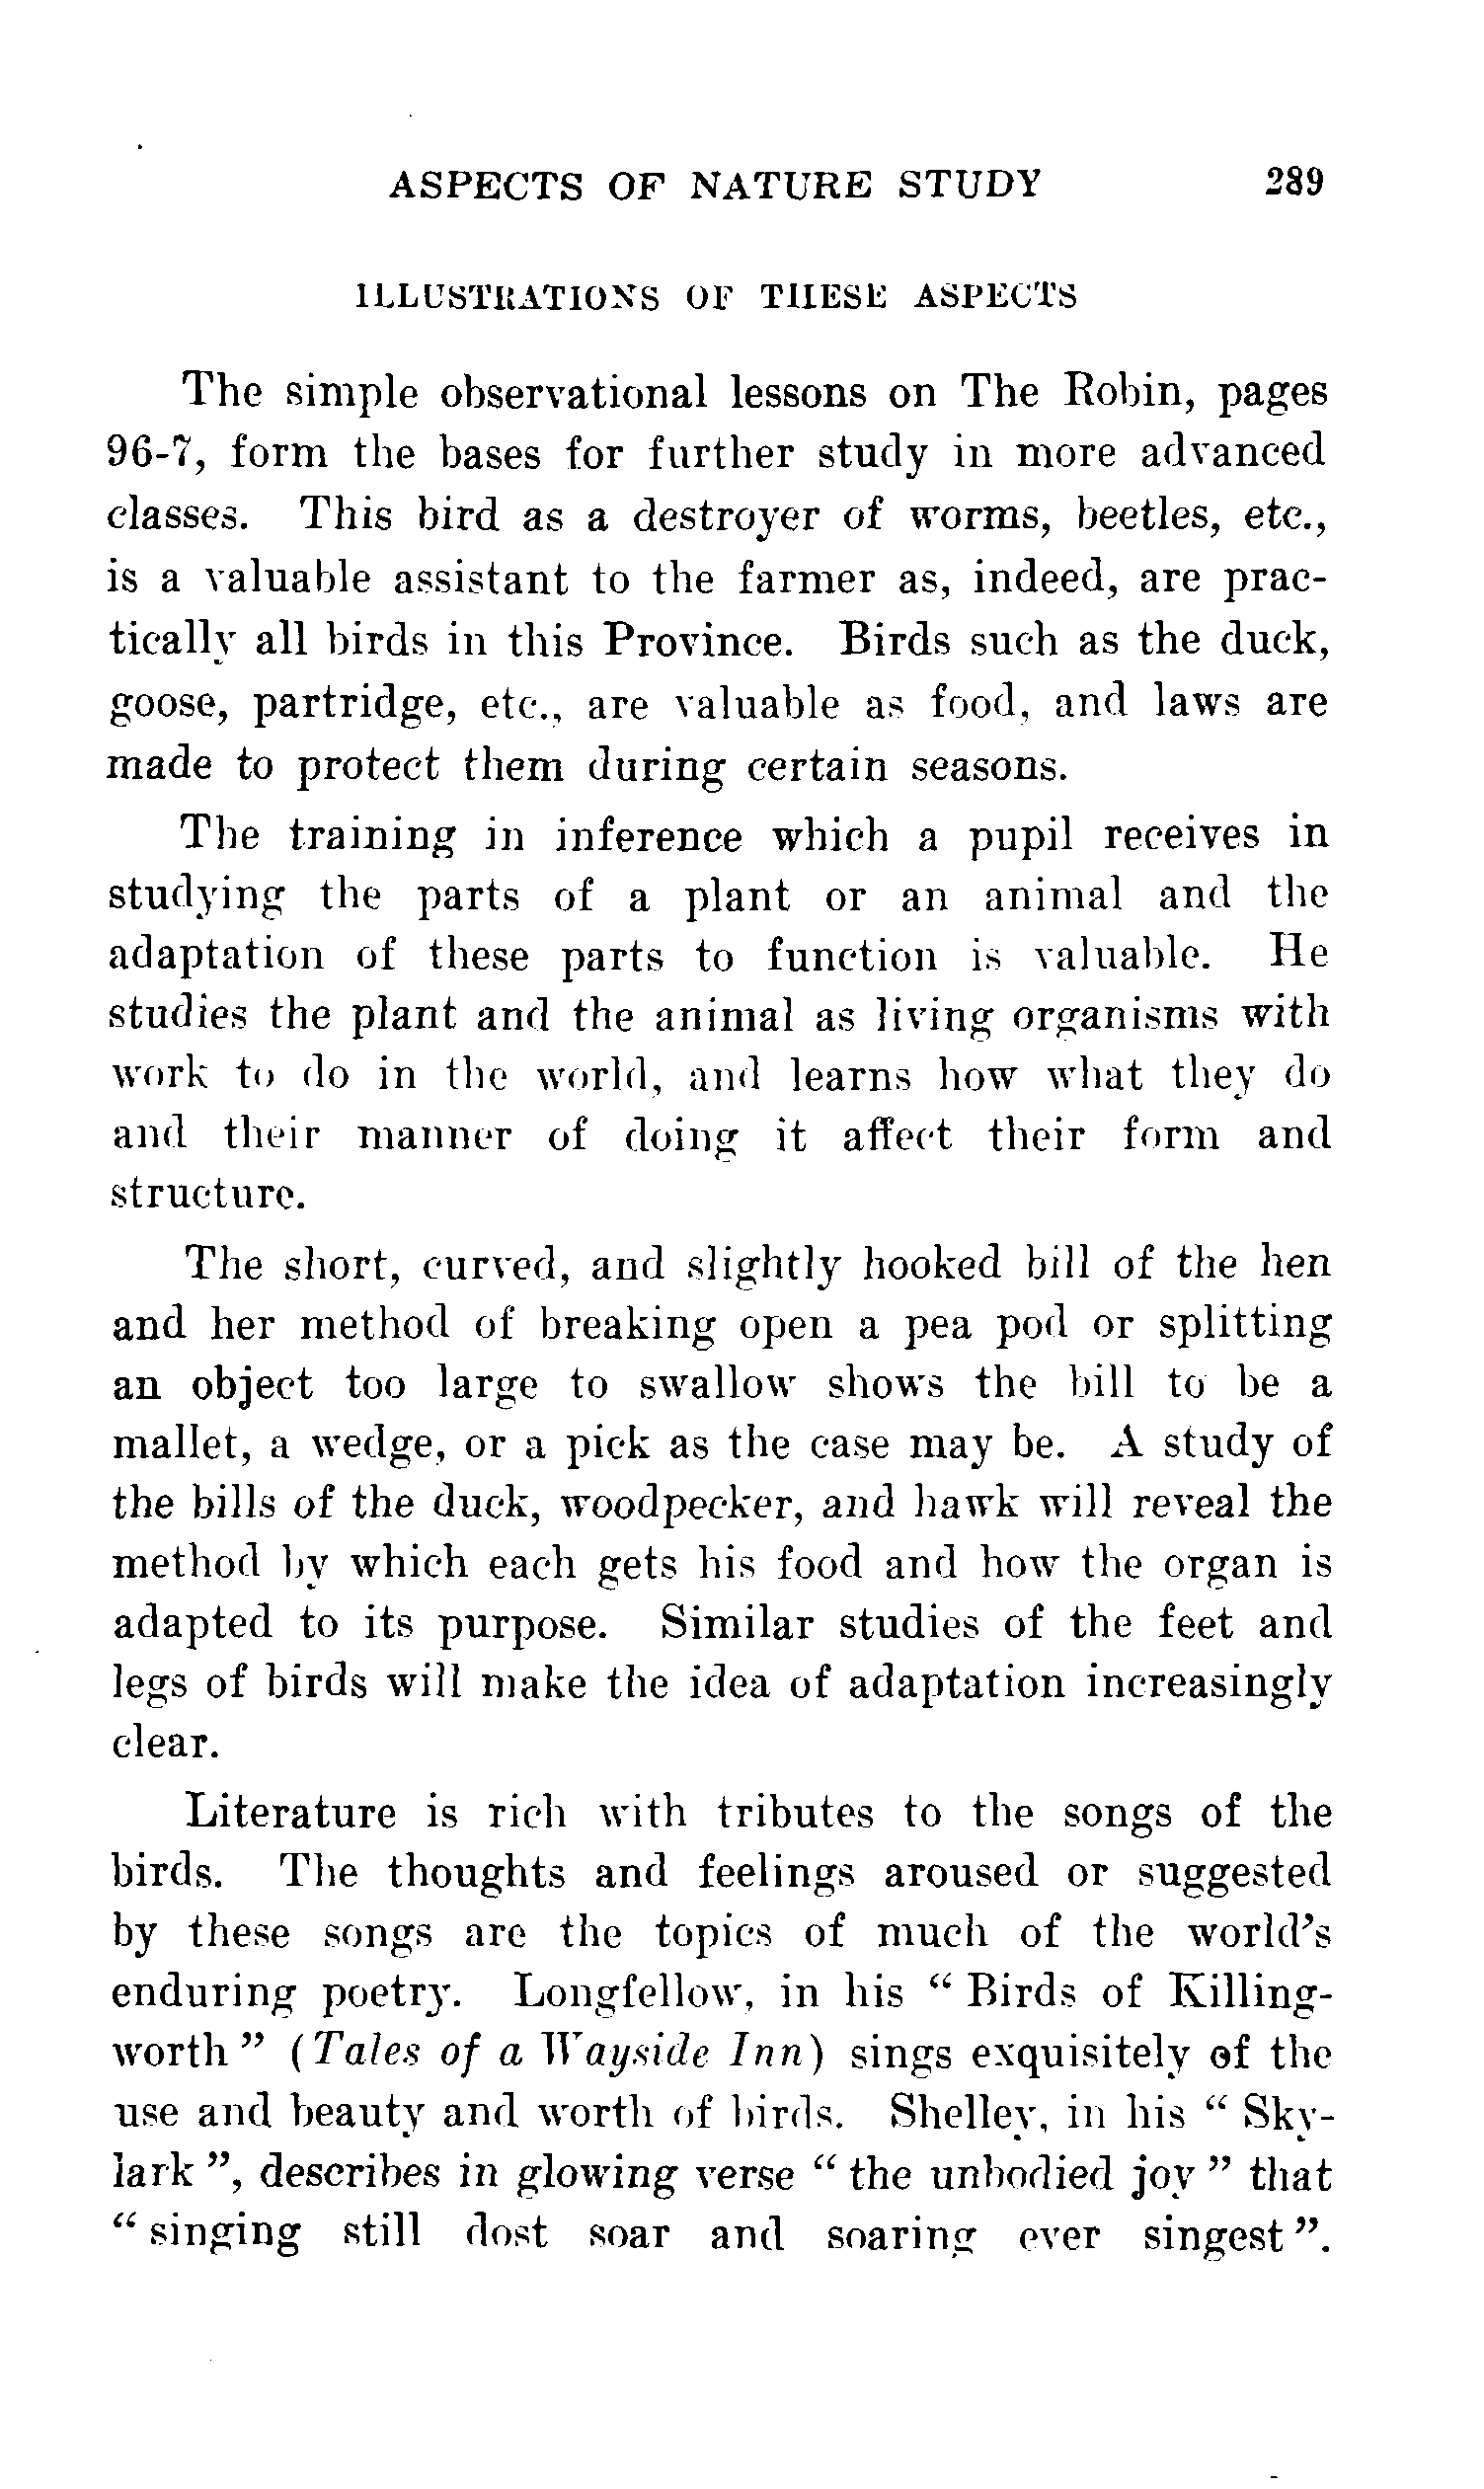 ASPECTS OF NATURE STUDY 289
ILLUSTRATIONS OF THESE ASPECTS
The simple observational lessons on The Robin, pages
96-7, form the bases for further study in more advanced
classes. This bird as a destroyer of worms, beetles, etc.,
is a valuable assistant to the farmer as, indeed, are prac-
tically all birds in this Province. Birds such as the duck,
goose, partridge, etc., are valuable as food, and laws are
made to protect them during certain seasons.
The training in inference which a pupil receives in
studying the parts of a plant or an animal and the
adaptation of these parts to function is valuable. He
studies the plant and the animal as living organisms with
work to do in the world, and learns how what they do
and their manner of doing it affect their form and
structure.
The short, curved, and slightly hooked bill of the hen
and her method of breaking open a pea pod or splitting
an object too large to swallow shows the bill to be a
mallet, a wedge, or a pick as the case may be. A study of
the bills of the duck, woodpecker, and hawk will reveal the
method by which each gets his food and how the organ is
adapted to its purpose. Similar studies of the feet and
legs of birds will make the idea of adaptation increasingly
clear.
Literature is rich with tributes to the songs of the
birds. The thoughts and feelings aroused or suggested
by these songs are the topics of much of the world's
enduring poetry. Longfellow, in his “ Birds of Killing-
worth ” (Tales of a Wayside Inn) sings exquisitely of the
use and beauty and worth of birds. Shelley, in his “ Sky-
lark ”, describes in glowing verse “ the unbodied joy ” that
“ singing still dost soar and soaring ever singest ”.